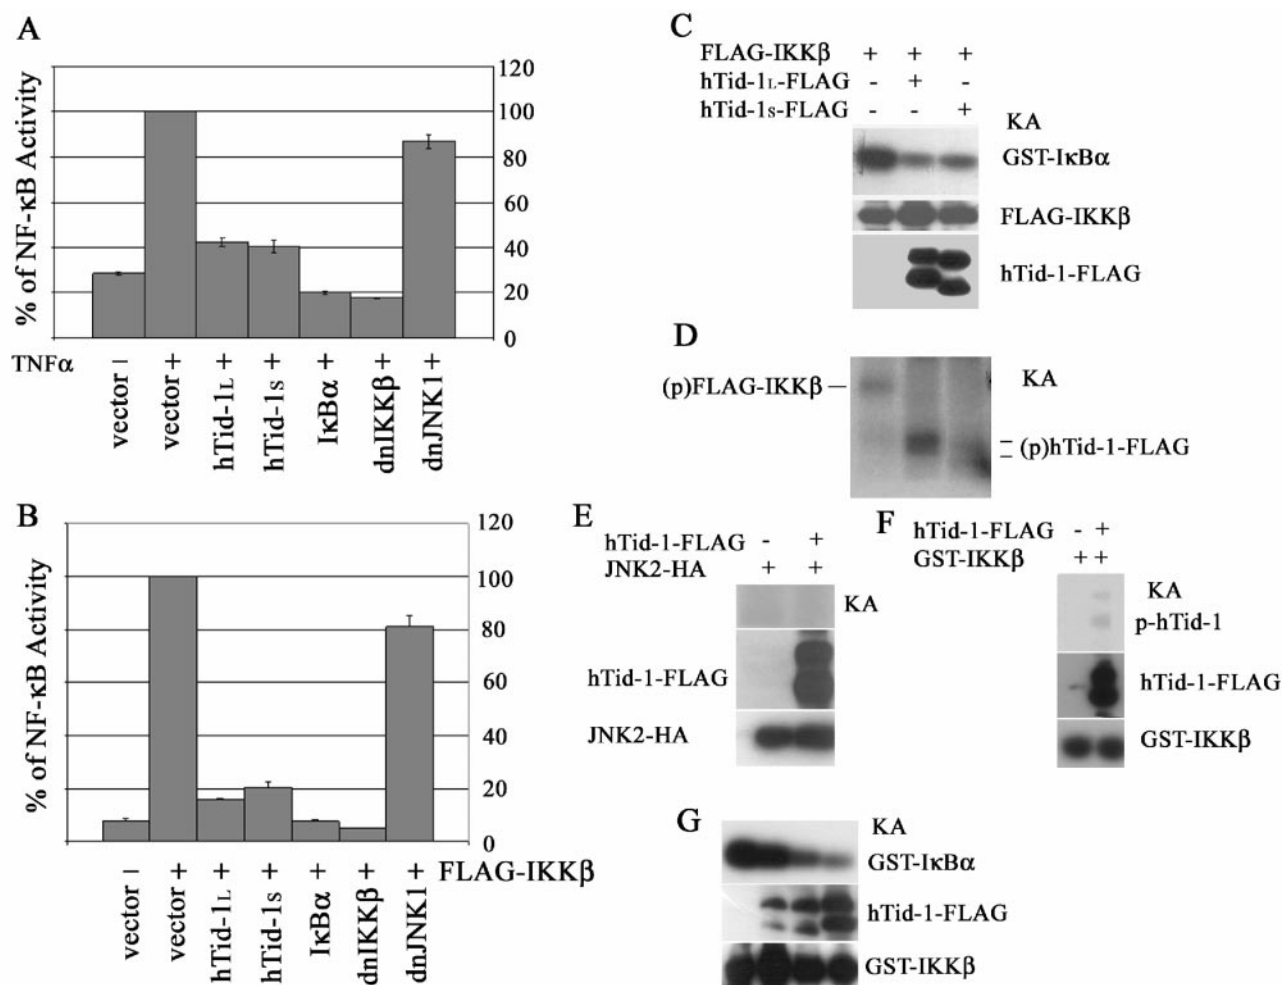 A
% of NF-κB Activity
120
100
80
60
40
20
0
TNFα
vector –
vector +
hTid-1L +
hTid-1s +
IκBα +
dnIKKβ +
dnJNK1 +
B
% of NF-κB Activity
120
100
80
60
40
20
0
vector –
vector +
hTid-1L +
hTid-1s +
IκBα +
dnIKKβ +
dnJNK1 +
FLAG-IKKβ
C
FLAG-IKKβ + + +
hTid-1L-FLAG - + -
hTid-1s-FLAG - - +
KA
GST-IκBα
FLAG-IKKβ
hTid-1-FLAG
D
(p)FLAG-IKKβ
KA
(p)hTid-1-FLAG
E
hTid-1-FLAG - +
JNK2-HA + +
KA
hTid-1-FLAG
JNK2-HA
F
hTid-1-FLAG - +
GST-IKKβ + +
KA
p-hTid-1
hTid-1-FLAG
GST-IKKβ
G
KA
GST-IκBα
hTid-1-FLAG
GST-IKKβ